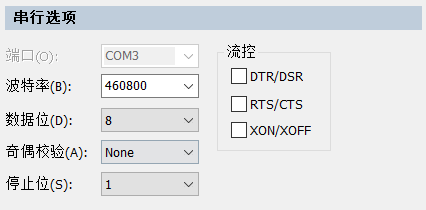 串行选项
端口(O): COM3
波特率(B): 460800
数据位(D): 8
奇偶校验(A): None
停止位(S): 1
流控
DTR/DSR
RTS/CTS
XON/XOFF